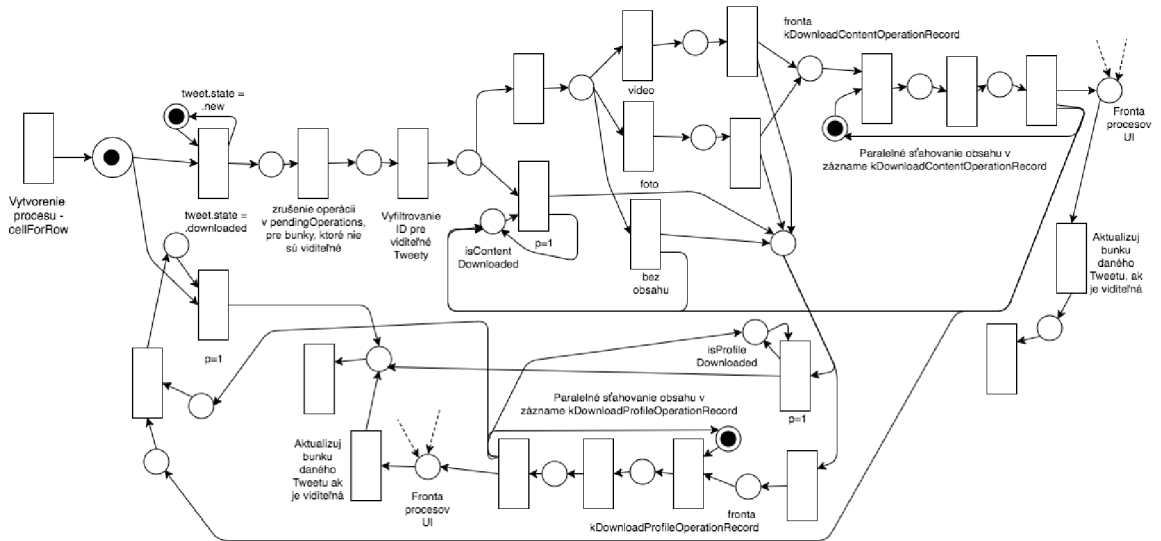 fronta
kDownloadContentOperationRecord
tweet.state =
.new
video
Fronta
procesov
UI
Paralelné sťahovanie obsahu v
zázname kDownloadContentOperationRecord
Vytvorenie
procesu -
cellForRow
tweet.state =
.downloaded
zrušenie operácií
v pendingOperations,
pre bunky, ktoré nie
sú viditeľné
Vyfiltrovanie
ID pre
viditeľné
Tweety
foto
isContent
Downloaded
p=1
bez
obsahu
Aktualizuj
bunku
daného
Tweetu, ak
je viditeľná
p=1
isProfile
Downloaded
p=1
Paralelné sťahovanie obsahu v
zázname kDownloadProfileOperationRecord
Aktualizuj
bunku
daného
Tweetu ak
je viditeľná
Fronta
procesov
UI
fronta
kDownloadProfileOperationRecord